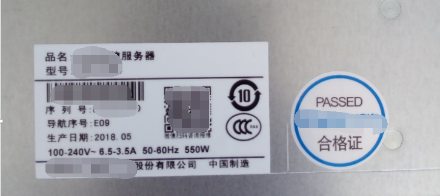 品名 服务器
型号
序列号: 0
导航序号: E09
生产日期 2018.05
100-240V~ 6.5-3.5A 50-60Hz 550W
股份有限公司 中国制造
10
CCC
PASSED
合格证